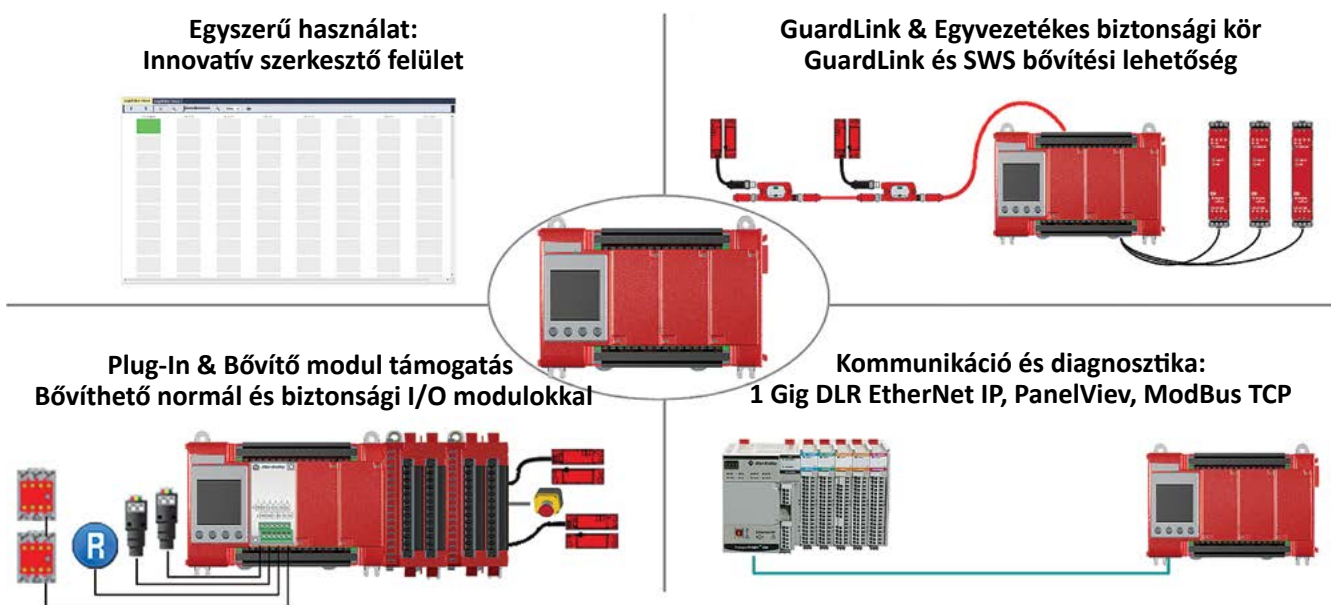 Egyszerű használat:
Innovatív szerkesztő felület
GuardLink & Egyvezetékes biztonsági kör
GuardLink és SWS bővítési lehetőség
Plug-In & Bővítő modul támogatás
Bővíthető normál és biztonsági I/O modulokkal
R
Kommunikáció és diagnosztika:
1 Gig DLR EtherNet IP, PanelViev, ModBus TCP